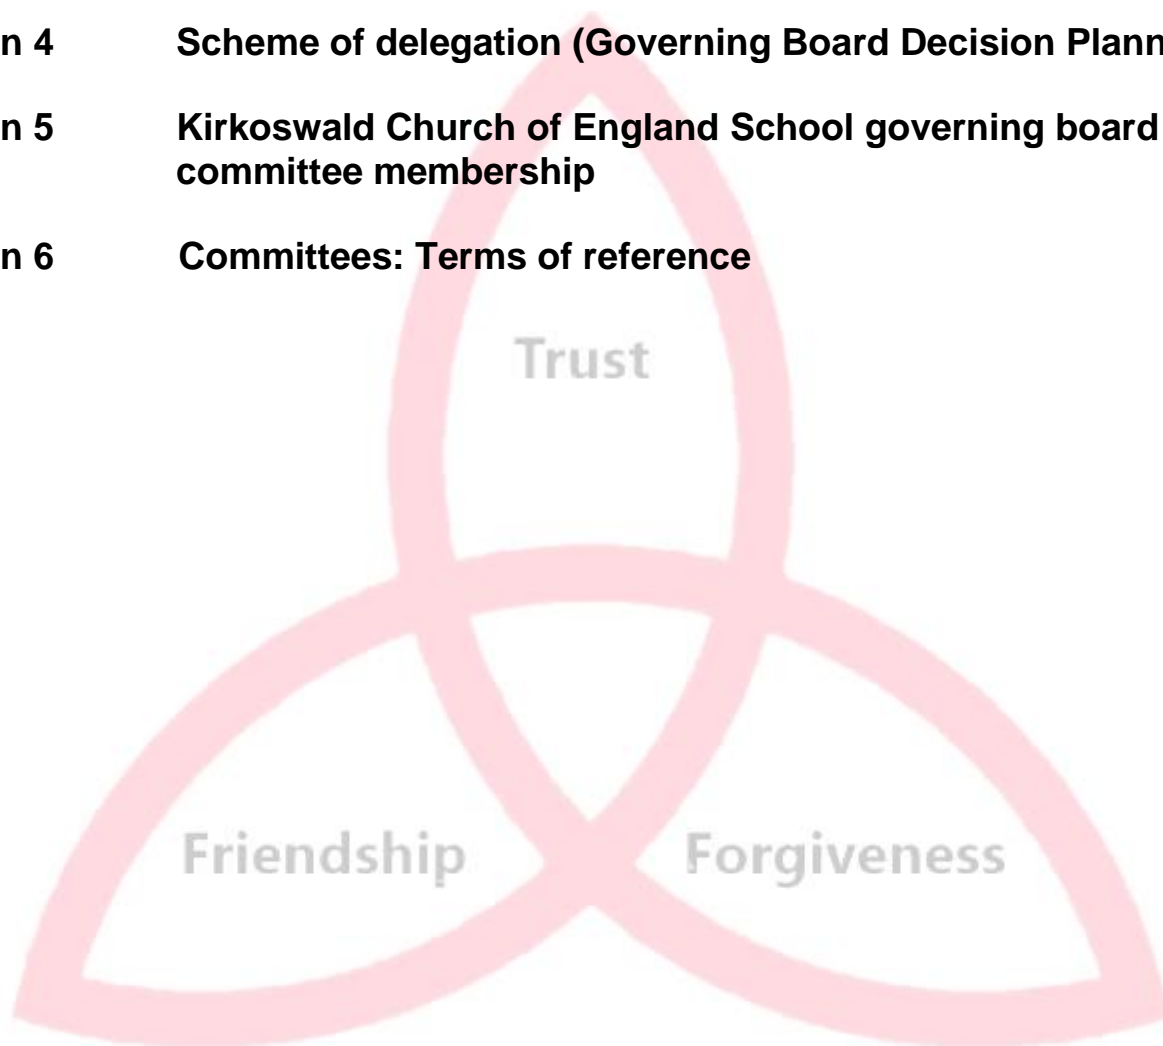 n 4 Scheme of delegation (Governing Board Decision Plann
n 5 Kirkoswald Church of England School governing board
committee membership
n 6 Committees: Terms of reference
Trust
Friendship Forgiveness